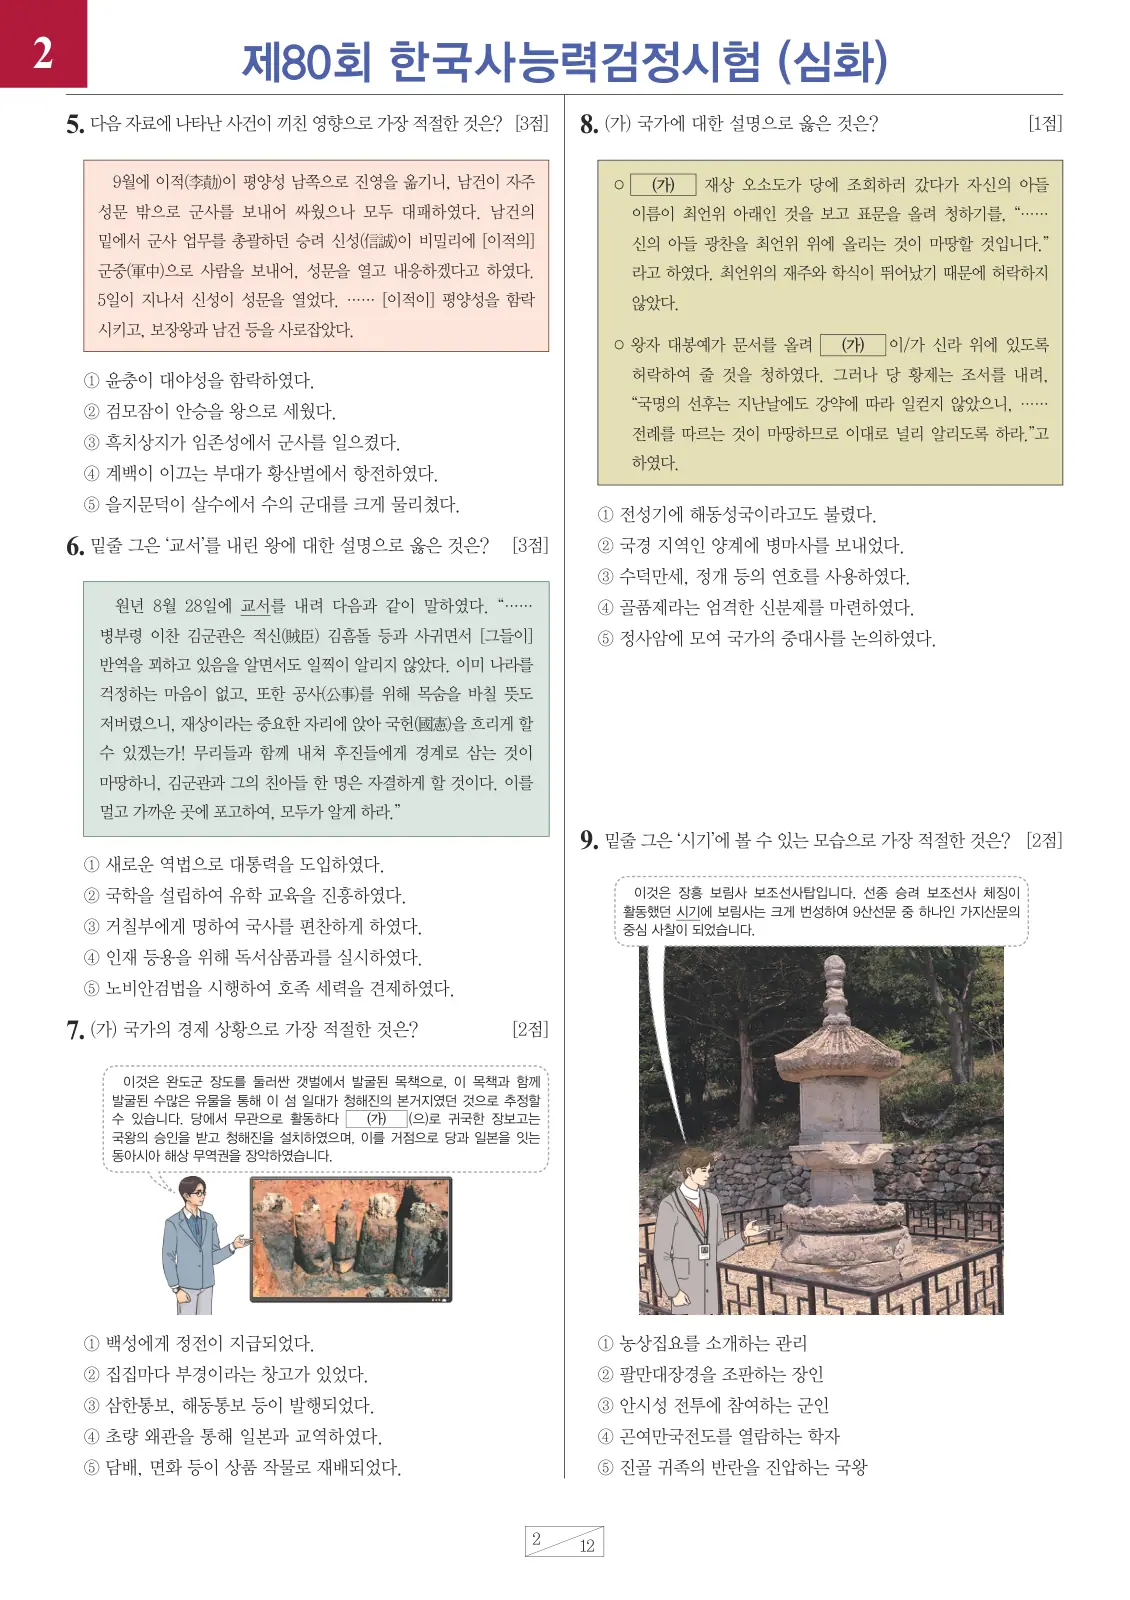 2
제80회 한국사능력검정시험 (심화)
5. 다음 자료에 나타난 사건이 끼친 영향으로 가장 적절한 것은? [3점]
9월에 이적(李勣)이 평양성 남쪽으로 진영을 옮기니, 남건이 자주
성문 밖으로 군사를 보내어 싸웠으나 모두 대패하였다. 남건의
밑에서 군사 업무를 총괄하던 승려 신성(信誠)이 비밀리에 [이적의]
군중(軍中)으로 사람을 보내어, 성문을 열고 내응하겠다고 하였다.
5일이 지나서 신성이 성문을 열었다. …… [이적이] 평양성을 함락
시키고, 보장왕과 남건 등을 사로잡았다.
① 윤충이 대야성을 함락하였다.
② 검모잠이 안승을 왕으로 세웠다.
③ 흑치상지가 임존성에서 군사를 일으켰다.
④ 계백이 이끄는 부대가 황산벌에서 항전하였다.
⑤ 을지문덕이 살수에서 수의 군대를 크게 물리쳤다.
6. 밑줄 그은 ‘교서’를 내린 왕에 대한 설명으로 옳은 것은? [3점]
원년 8월 28일에 교서를 내려 다음과 같이 말하였다. “……
병부령 이찬 김군관은 적신(賊臣) 김흠돌 등과 사귀면서 [그들이]
반역을 꾀하고 있음을 알면서도 일찍이 알리지 않았다. 이미 나라를
걱정하는 마음이 없고, 또한 공사(公事)를 위해 목숨을 바칠 뜻도
저버렸으니, 재상이라는 중요한 자리에 앉아 국헌(國憲)을 흐리게 할
수 있겠는가! 무리들과 함께 내쳐 후진들에게 경계로 삼는 것이
마땅하니, 김군관과 그의 친아들 한 명은 자결하게 할 것이다. 이를
멀고 가까운 곳에 포고하여, 모두가 알게 하라.”
① 새로운 역법으로 대통력을 도입하였다.
② 국학을 설립하여 유학 교육을 진흥하였다.
③ 거칠부에게 명하여 국사를 편찬하게 하였다.
④ 인재 등용을 위해 독서삼품과를 실시하였다.
⑤ 노비안검법을 시행하여 호족 세력을 견제하였다.
7. (가) 국가의 경제 상황으로 가장 적절한 것은? [2점]
이것은 완도군 장도를 둘러싼 갯벌에서 발굴된 목책으로, 이 목책과 함께
발굴된 수많은 유물을 통해 이 섬 일대가 청해진의 본거지였던 것으로 추정할
수 있습니다. 당에서 무관으로 활동하다 (가) (으)로 귀국한 장보고는
국왕의 승인을 받고 청해진을 설치하였으며, 이를 거점으로 당과 일본을 잇는
동아시아 해상 무역권을 장악하였습니다.
① 백성에게 정전이 지급되었다.
② 집집마다 부경이라는 창고가 있었다.
③ 삼한통보, 해동통보 등이 발행되었다.
④ 초량 왜관을 통해 일본과 교역하였다.
⑤ 담배, 면화 등이 상품 작물로 재배되었다.
8. (가) 국가에 대한 설명으로 옳은 것은? [1점]
○ (가) 재상 오소도가 당에 조회하러 갔다가 자신의 아들
이름이 최언위 아래인 것을 보고 표문을 올려 청하기를, “……
신의 아들 광찬을 최언위 위에 올리는 것이 마땅할 것입니다.”
라고 하였다. 최언위의 재주와 학식이 뛰어났기 때문에 허락하지
않았다.
○ 왕자 대봉예가 문서를 올려 (가) 이/가 신라 위에 있도록
허락하여 줄 것을 청하였다. 그러나 당 황제는 조서를 내려,
“국명의 선후는 지난날에도 강약에 따라 일컫지 않았으니, ……
전례를 따르는 것이 마땅하므로 이대로 널리 알리도록 하라.”고
하였다.
① 전성기에 해동성국이라고도 불렸다.
② 국경 지역인 양계에 병마사를 보내었다.
③ 수덕만세, 정개 등의 연호를 사용하였다.
④ 골품제라는 엄격한 신분제를 마련하였다.
⑤ 정사암에 모여 국가의 중대사를 논의하였다.
9. 밑줄 그은 ‘시기’에 볼 수 있는 모습으로 가장 적절한 것은? [2점]
이것은 장흥 보림사 보조선사탑입니다. 선종 승려 보조선사 체징이
활동했던 시기에 보림사는 크게 번성하여 9산선문 중 하나인 가지산문의
중심 사찰이 되었습니다.
① 농상집요를 소개하는 관리
② 팔만대장경을 조판하는 장인
③ 안시성 전투에 참여하는 군인
④ 곤여만국전도를 열람하는 학자
⑤ 진골 귀족의 반란을 진압하는 국왕
2
12